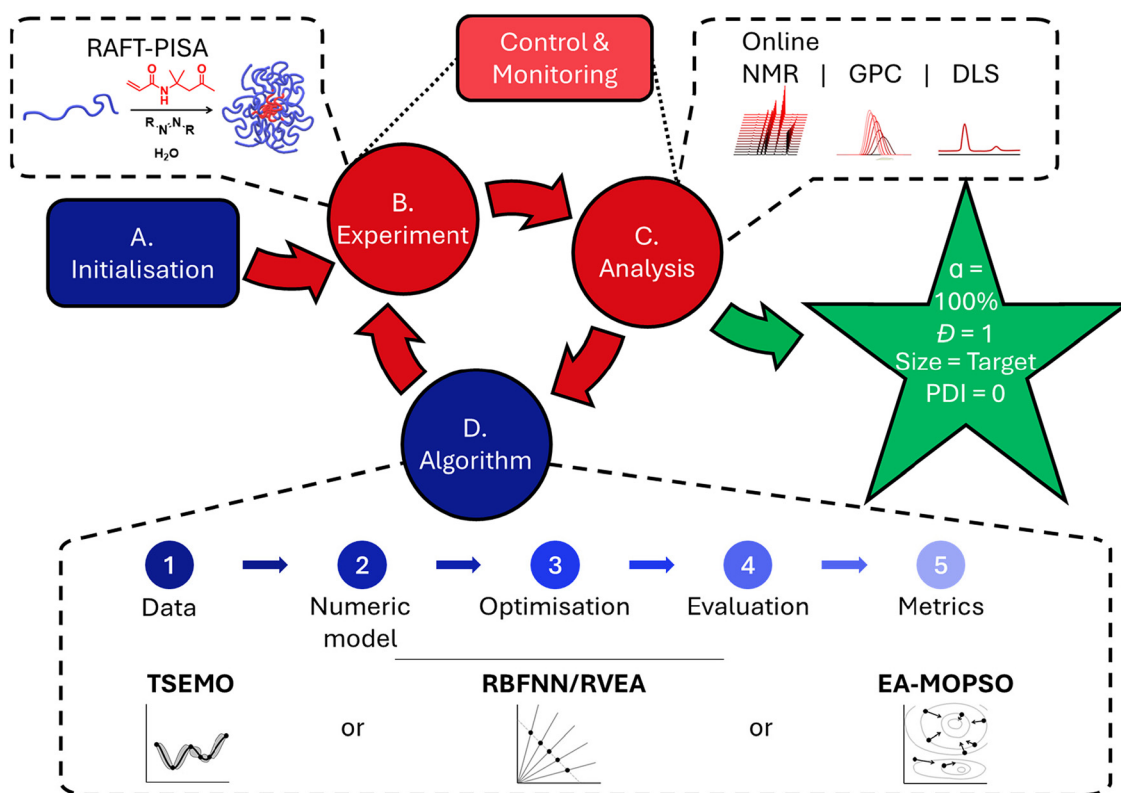 RAFT-PISA
O
N
H
O
R N=N R
H₂O
Control &
Monitoring
Online
NMR | GPC | DLS
A.
Initialisation
B.
Experiment
C.
Analysis
α =
100%
Đ = 1
Size = Target
PDI = 0
D.
Algorithm
1
2
3
4
5
Data
Numeric
model
Optimisation
Evaluation
Metrics
TSEMO
or
RBFNN/RVEA
or
EA-MOPSO